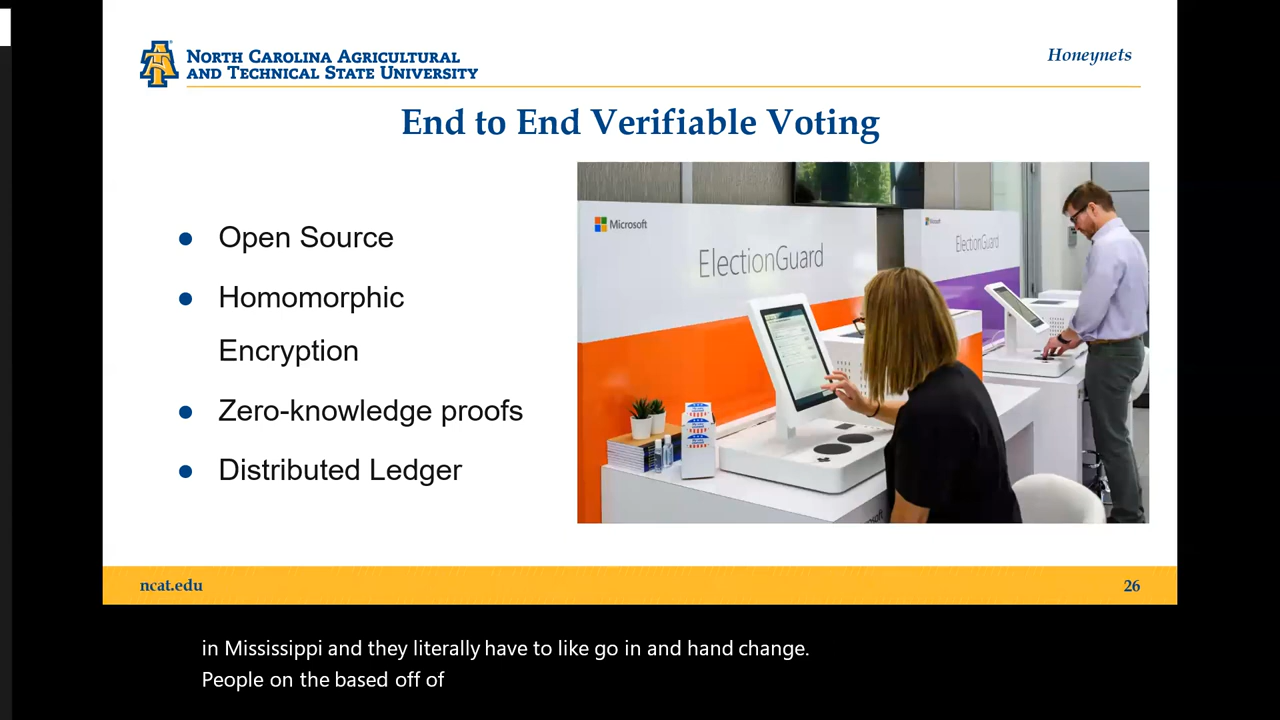 NORTH CAROLINA AGRICULTURAL
AND TECHNICAL STATE UNIVERSITY
Honeynets
End to End Verifiable Voting
● Open Source
● Homomorphic
Encryption
● Zero-knowledge proofs
● Distributed Ledger
Microsoft
ElectionGuard
Microsoft
ElectionGuard
ncat.edu
26
in Mississippi and they literally have to like go in and hand change.
People on the based off of